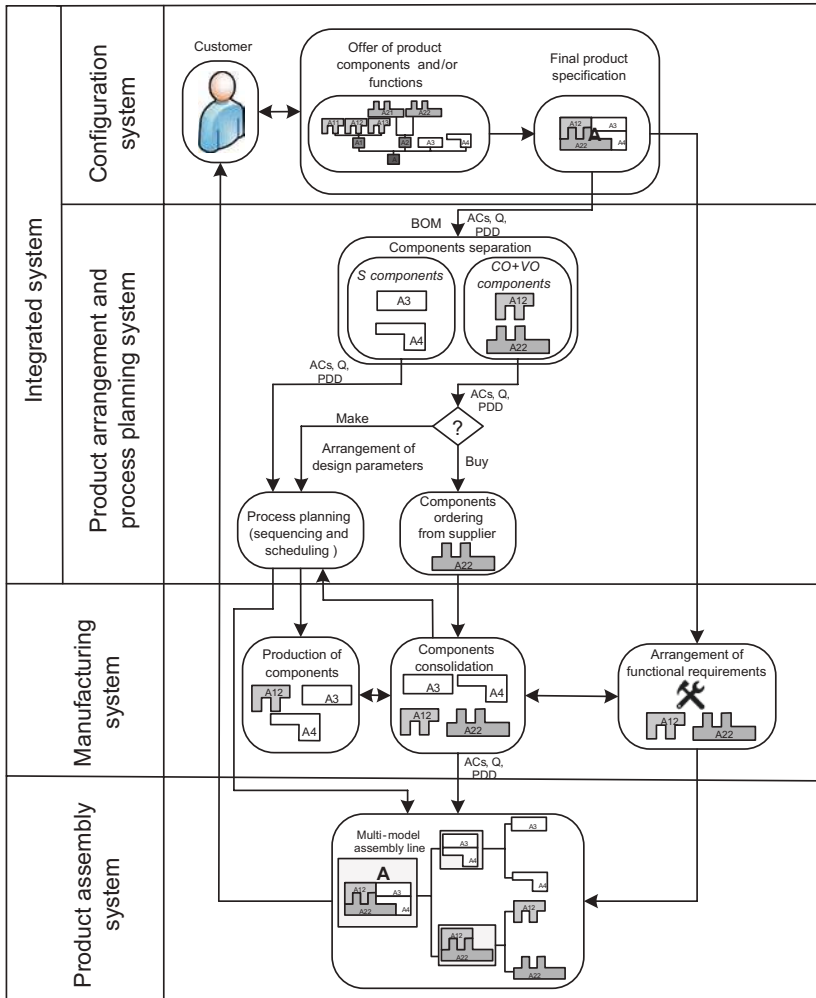 Integrated system
Configuration
system
Customer
Offer of product
components and/or
functions
A21
A22
A11
A12
A13
A1
A2
A3
A4
A
Final product
specification
A12
A3
A
A22
A4
Product arrangement and
process planning system
BOM
ACs, Q,
PDD
Components separation
S components
A3
A4
CO+VO
components
A12
A22
ACs, Q,
PDD
ACs, Q,
PDD
Make
?
Arrangement of
design parameters
Buy
Process planning
(sequencing and
scheduling )
Components
ordering
from supplier
A22
Manufacturing
system
Production of
components
A12
A3
A4
Components
consolidation
A3
A4
A12
A22
Arrangement of
functional requirements
A12
A22
ACs, Q,
PDD
Product assembly
system
Multi-model
assembly line
A
A12
A3
A22
A4
A3
A4
A3
A4
A12
A22
A12
A22